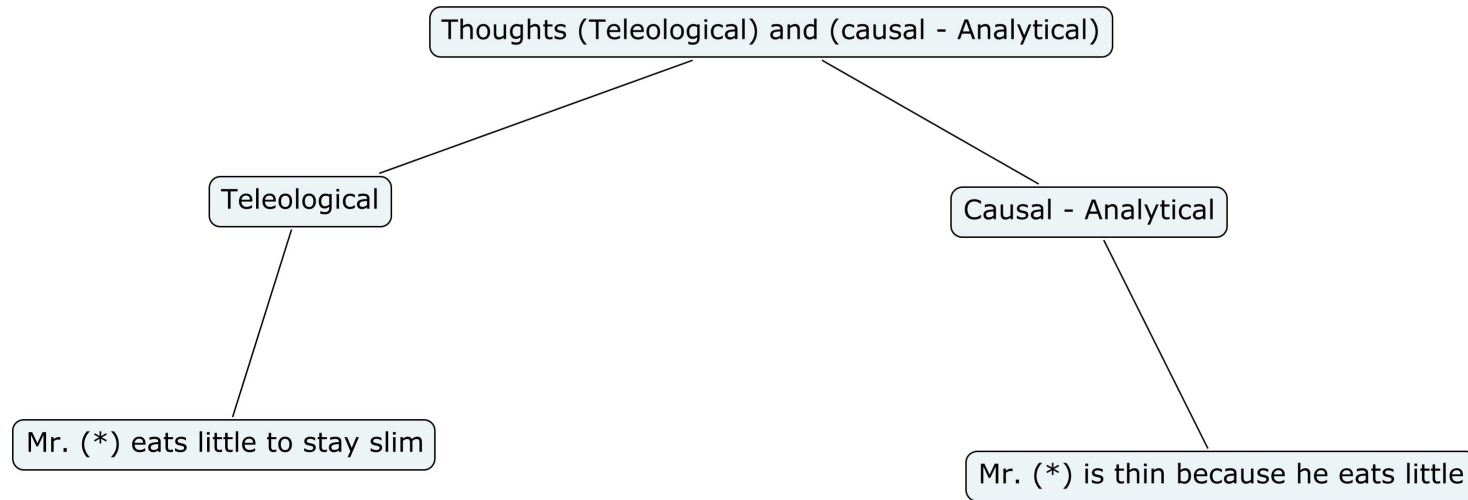 Thoughts (Teleological) and (causal - Analytical)
Teleological
Causal - Analytical
Mr. (*) eats little to stay slim
Mr. (*) is thin because he eats little